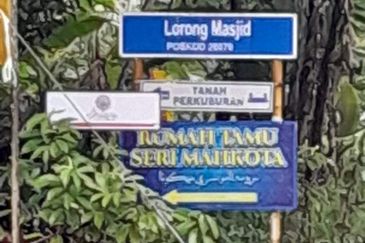 Lorong Masjid
POSKOD 26070
TANAH
PERKUBURAN
RUMAH TAMU
SERI MAHKOTA